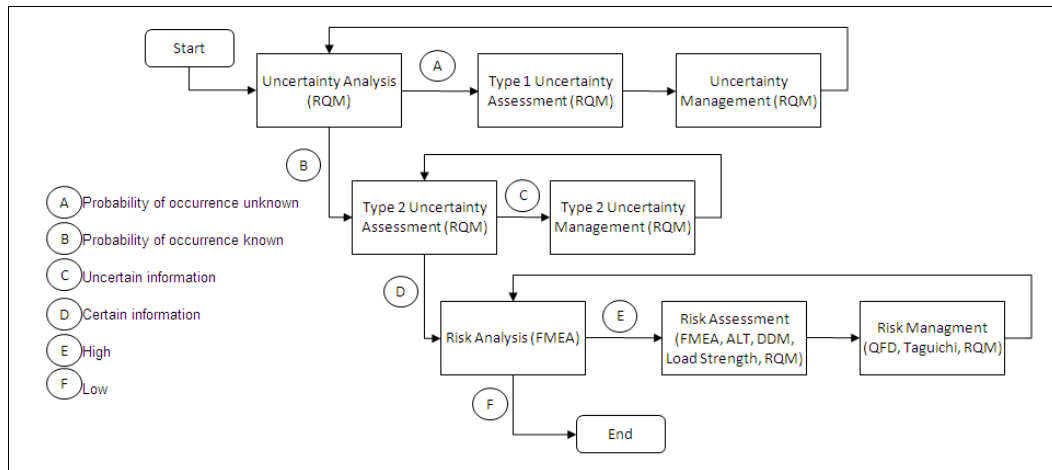 Start
Uncertainty Analysis
(RQM)
A
Type 1 Uncertainty
Assessment (RQM)
Uncertainty
Management (RQM)
B
Type 2 Uncertainty
Assessment (RQM)
C
Type 2 Uncertainty
Management (RQM)
D
Risk Analysis (FMEA)
E
Risk Assessment
(FMEA, ALT, DDM,
Load Strength, RQM)
Risk Managment
(QFD, Taguichi, RQM)
F
End
A Probability of occurrence unknown
B Probability of occurrence known
C Uncertain information
D Certain information
E High
F Low